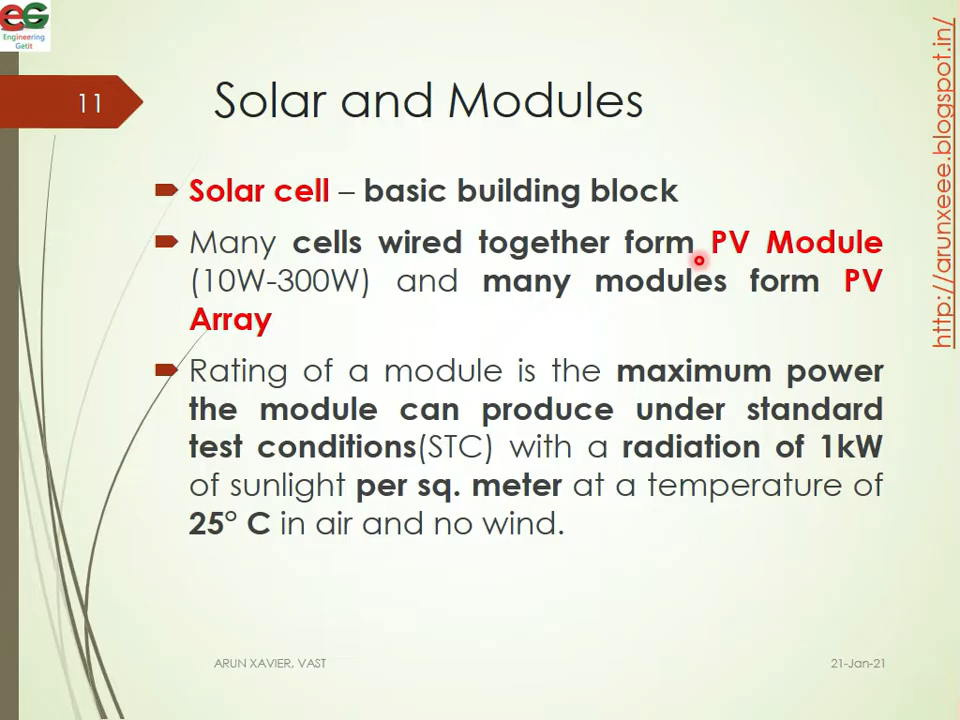 EG
Engineering
Getit
11
Solar and Modules
Solar cell – basic building block
Many cells wired together form PV Module
(10W-300W) and many modules form PV
Array
Rating of a module is the maximum power
the module can produce under standard
test conditions(STC) with a radiation of 1kW
of sunlight per sq. meter at a temperature of
25° C in air and no wind.
ARUN XAVIER, VAST
21-Jan-21
http://arunxeee.blogspot.in/